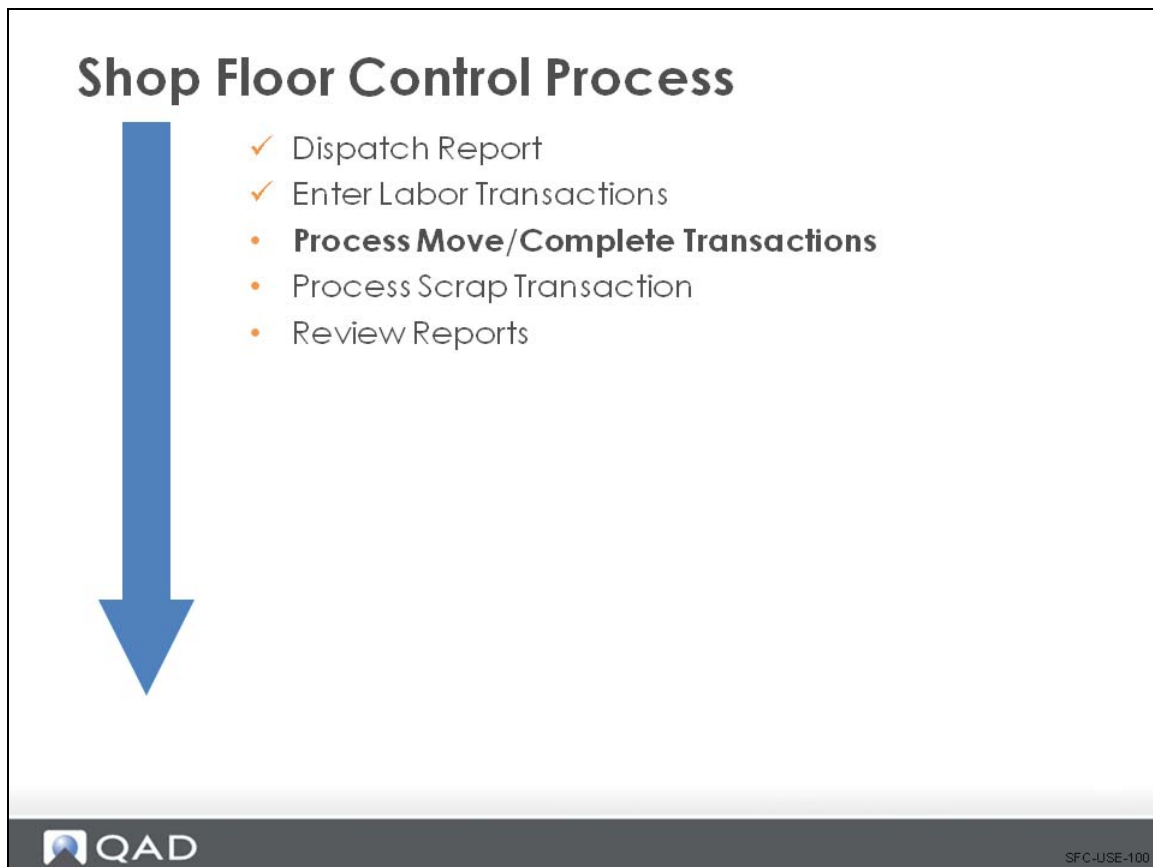 Shop Floor Control Process
✓ Dispatch Report
✓ Enter Labor Transactions
• Process Move/Complete Transactions
• Process Scrap Transaction
• Review Reports
QAD
SFC-USE-100